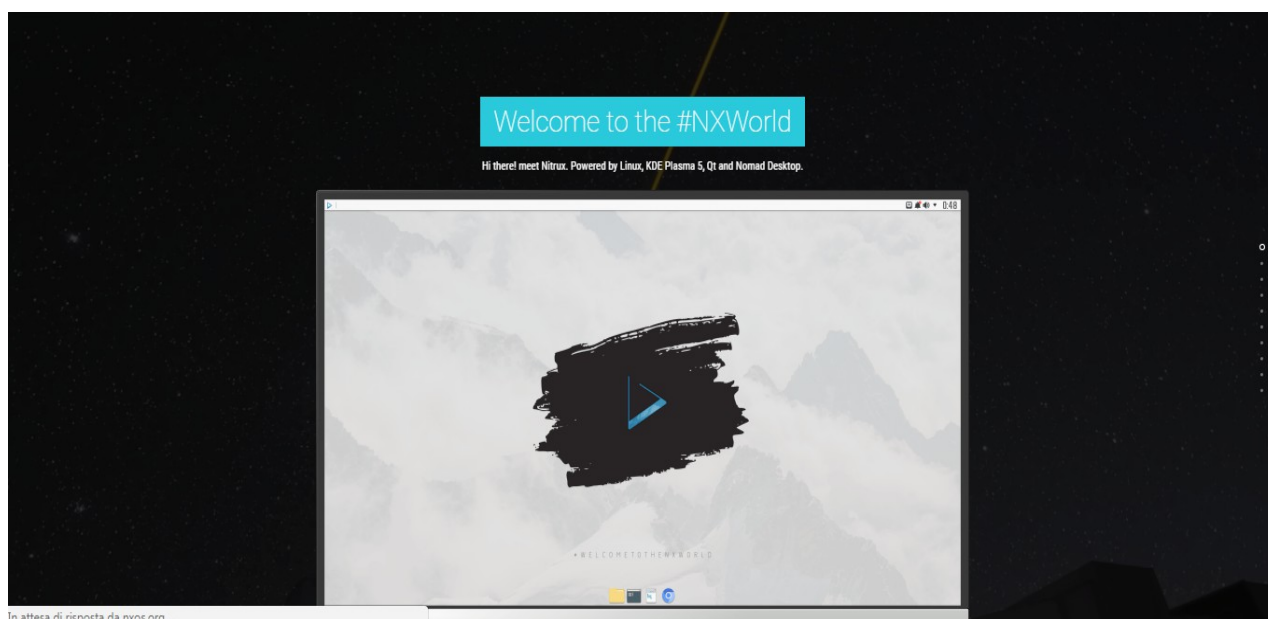 Welcome to the #NXWorld
Hi there! meet Nitrux. Powered by Linux, KDE Plasma 5, Qt and Nomad Desktop.
0:48
#WELCOMETOTHENXWORLD
In attesa di risposta da nxos.org